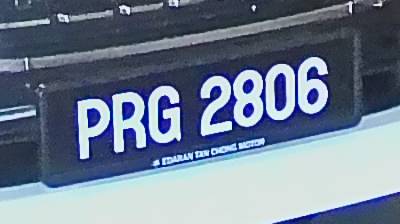 PRG 2806
EDARAN TAN CHONG MOTOR